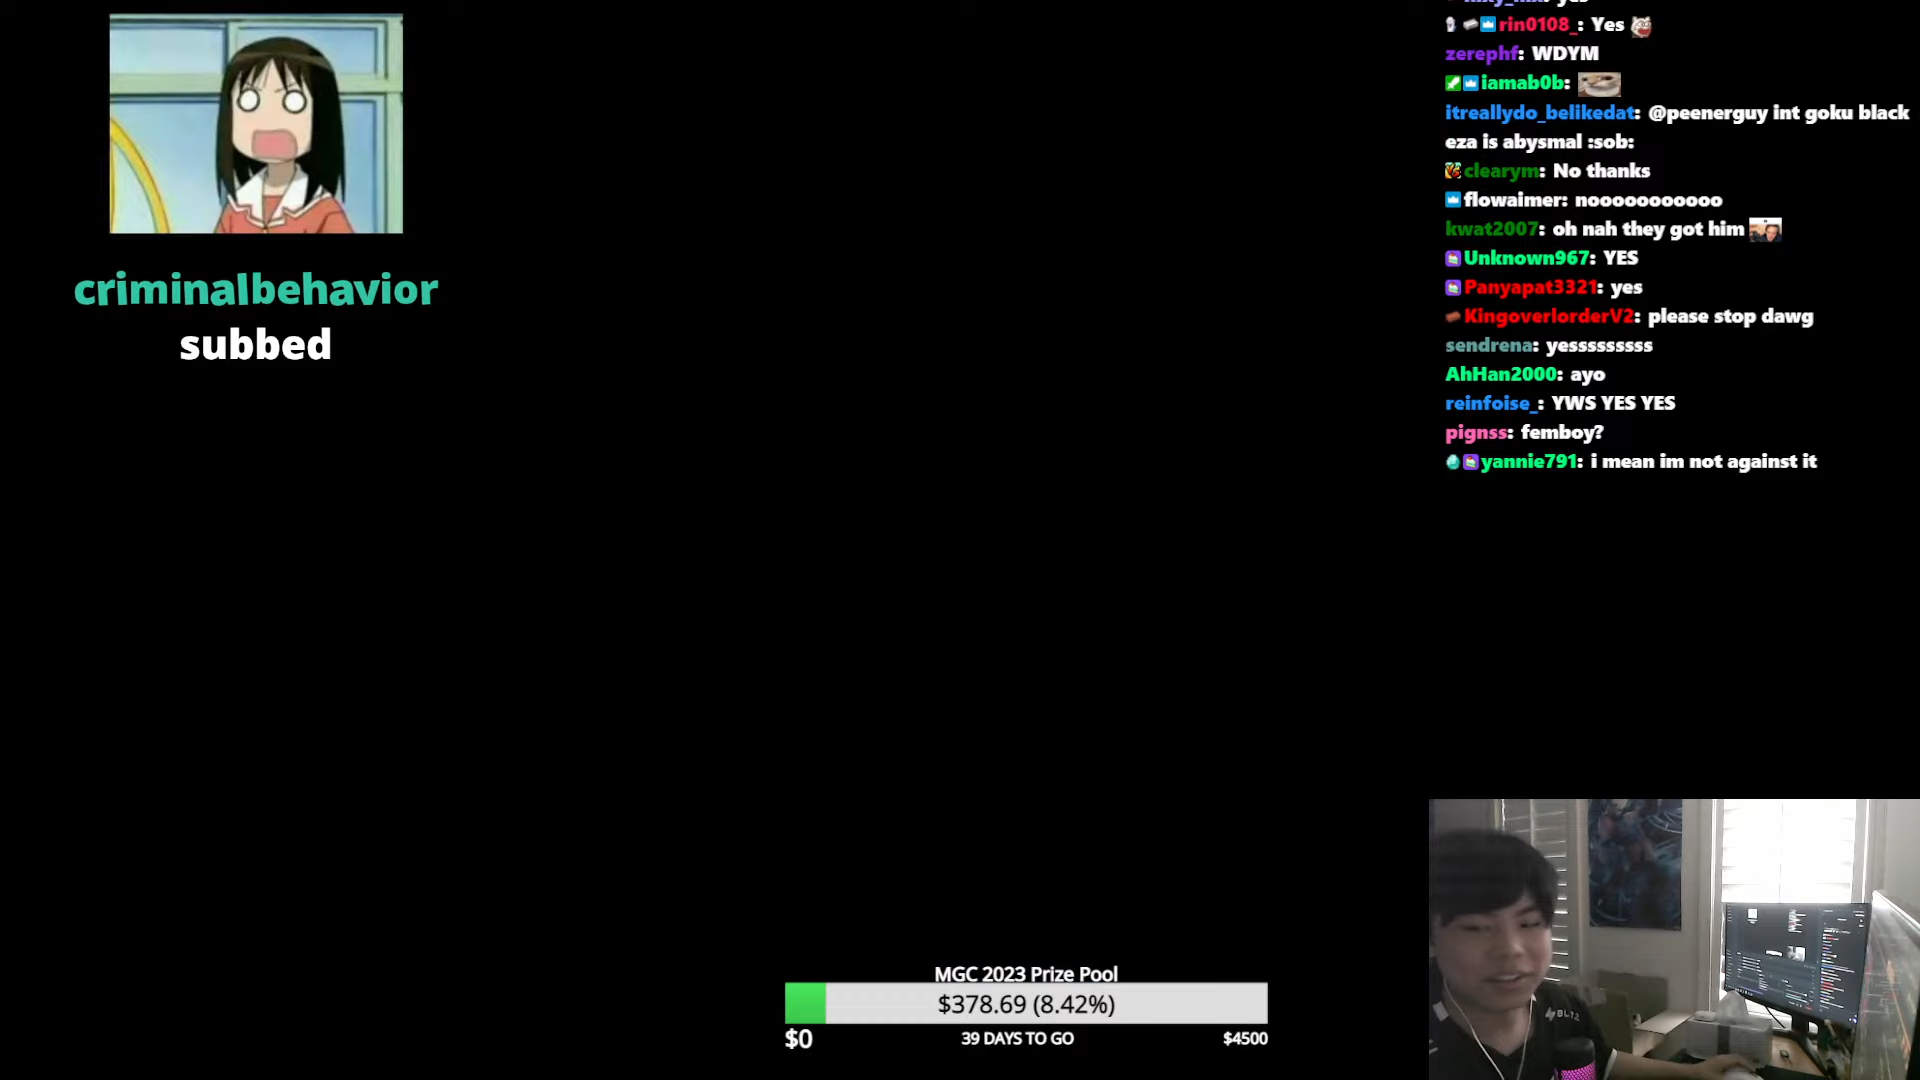 criminalbehavior
subbed
rin0108_: Yes
zerephf: WDYM
iamab0b:
itreallydo_belikedat: @peenerguy int goku black
eza is abysmal :sob:
clearym: No thanks
flowaimer: nooooooooooo
kwat2007: oh nah they got him
Unknown967: YES
Panyapat3321: yes
KingoverlorderV2: please stop dawg
sendrena: yesssssssss
AhHan2000: ayo
reinfoise_: YWS YES YES
pignss: femboy?
yannie791: i mean im not against it
MGC 2023 Prize Pool
$378.69 (8.42%)
$0 39 DAYS TO GO $4500